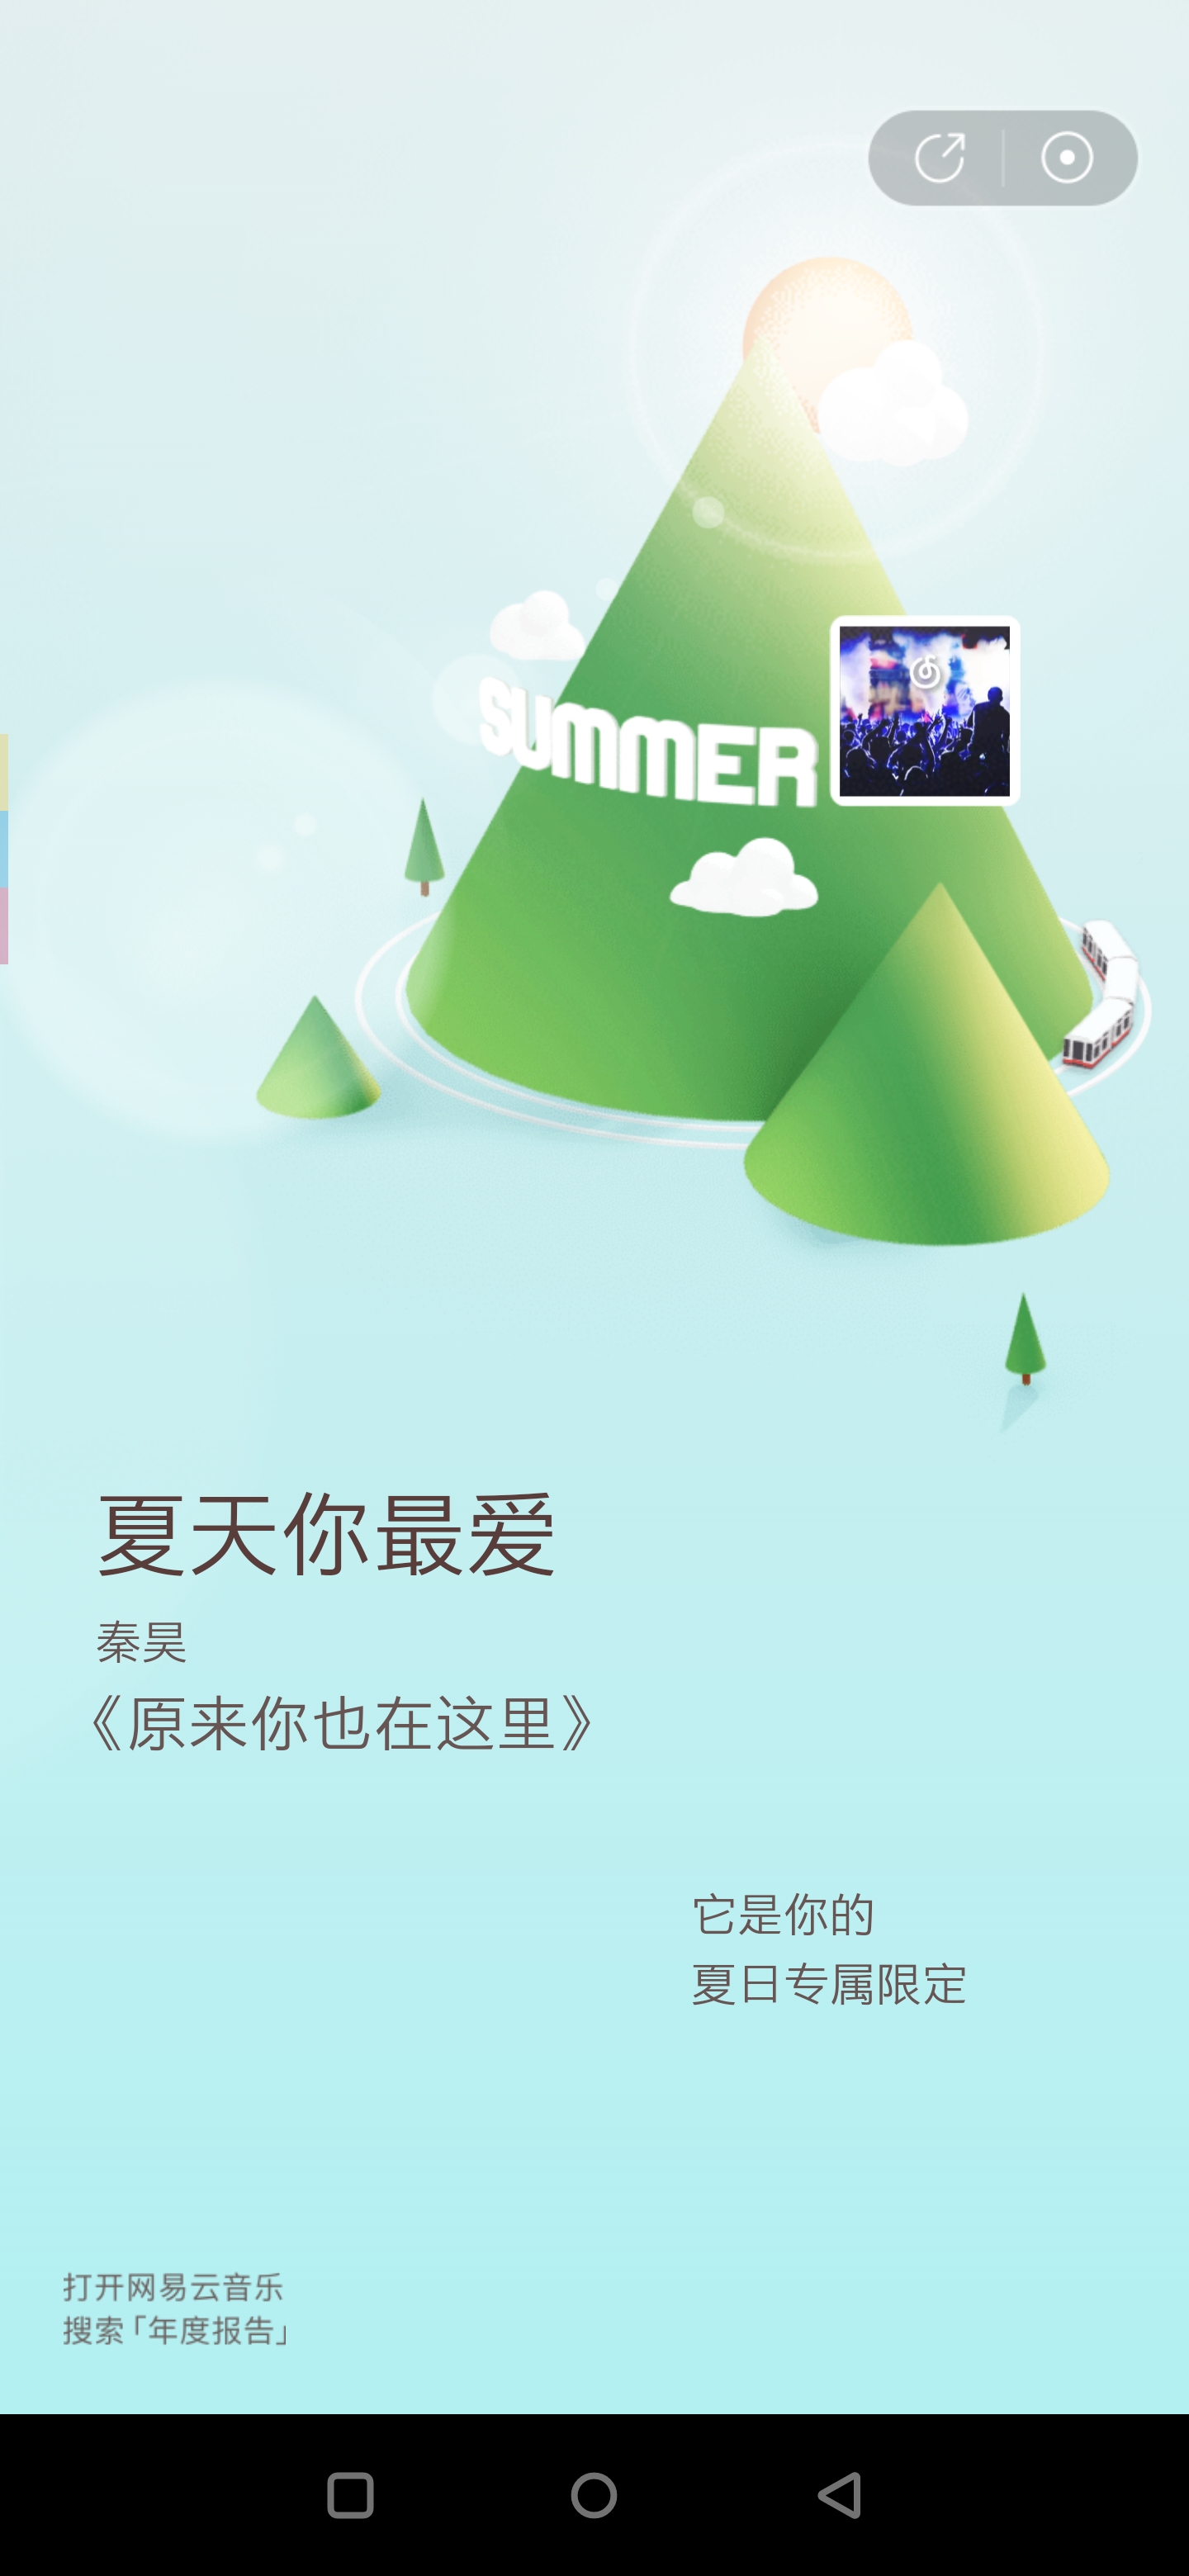 SUMMER
夏天你最爱
秦昊
《原来你也在这里》
它是你的
夏日专属限定
打开网易云音乐
搜索「年度报告」